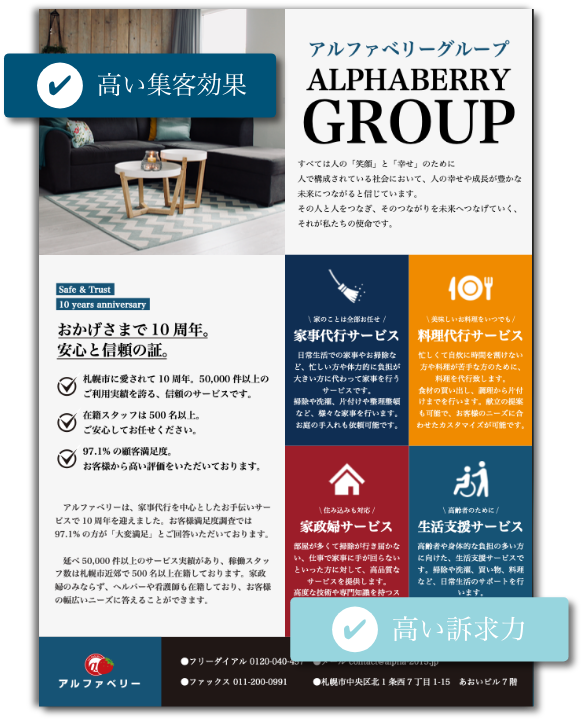 高い集客効果
アルファベリーグループ
ALPHABERRY
GROUP
すべては人の「笑顔」と「幸せ」のために
人で構成されている社会において、人の幸せや成長が豊かな
未来につながると信じています。
その人と人をつなぎ、そのつながりを未来へつなげていく、
それが私たちの使命です。
Safe & Trust
10 years anniversary
おかげさまで 10 周年。
安心と信頼の証。
札幌市に愛されて 10 周年。50,000 件以上の
ご利用実績を誇る、信頼のサービスです。
在籍スタッフは 500 名以上。
ご安心してお任せください。
97.1% の顧客満足度。
お客様から高い評価をいただいております。
アルファベリーは、家事代行を中心としたお手伝いサー
ビスで 10 周年を迎えました。お客様満足度調査では
97.1% の方が「大変満足」とご回答いただいております。
延べ 50,000 件以上のサービス実績があり、稼働スタッ
フ数は札幌市近郊で 500 名以上在籍しております。家政
婦のみならず、ヘルパーや看護師も在籍しており、お客様
の幅広いニーズに答えることができます。
\ 家のことは全部お任せ /
家事代行サービス
日常生活での家事やお掃除な
ど、忙しい方や体力的に負担が
大きい方に代わって家事を行う
サービスです。
掃除や洗濯、片付けや整理整頓
など、様々な家事を行います。
お庭の手入れも依頼可能です。
\ 美味しいお料理をいつでも /
料理代行サービス
忙しくて自炊に時間を割けない
方や料理が苦手な方のために、
料理を代行致します。
食材の買い出し、調理から片付
けまでを行います。献立の提案
も可能で、お客様のニーズに合
わせたカスタマイズが可能です。
\ 住み込みも対応 /
家政婦サービス
部屋が多くて掃除が行き届かな
い、仕事で家事に手が回らない
といった方に対して、高品質な
サービスを提供します。
高度な技術や専門知識を持つス
\ 高齢者のために /
生活支援サービス
高齢者や身体的な負担の多い方
に向けた、生活支援サービスで
す。掃除や洗濯、買い物、料理
など、日常生活のサポートを行
います。
高い訴求力
アルファベリー
●フリーダイアル 0120-040-457
●メール contact@alpha-2015.jp
●ファックス 011-200-0991
●札幌市中央区北 1 条西 7 丁目 1-15 あおいビル 7 階